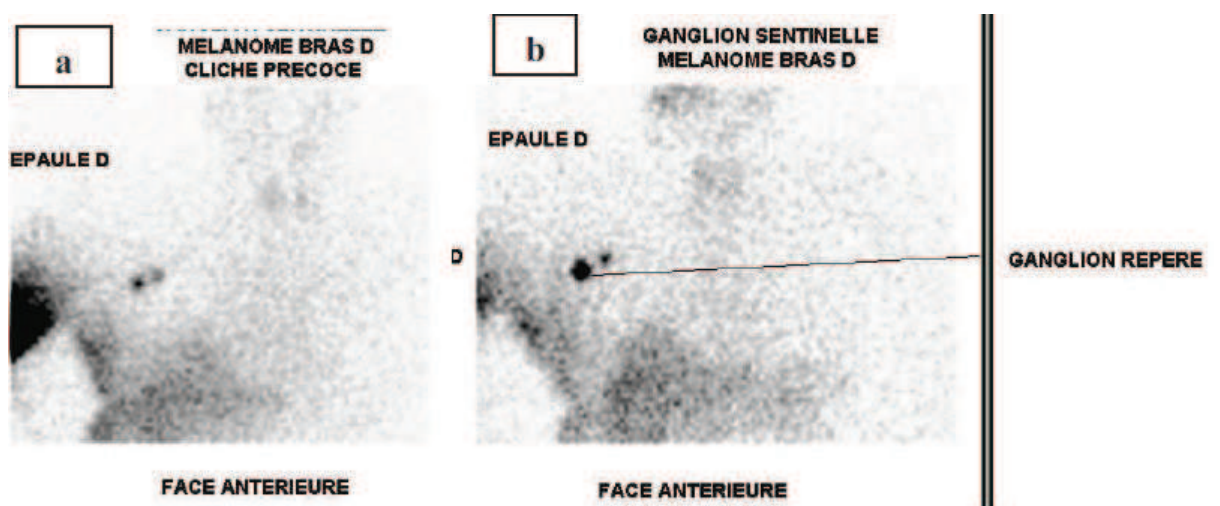 a
MELANOME BRAS D
CLICHE PRECOCE
EPAULE D
FACE ANTERIEURE
b
GANGLION SENTINELLE
MELANOME BRAS D
EPAULE D
D
GANGLION REPERE
FACE ANTERIEURE